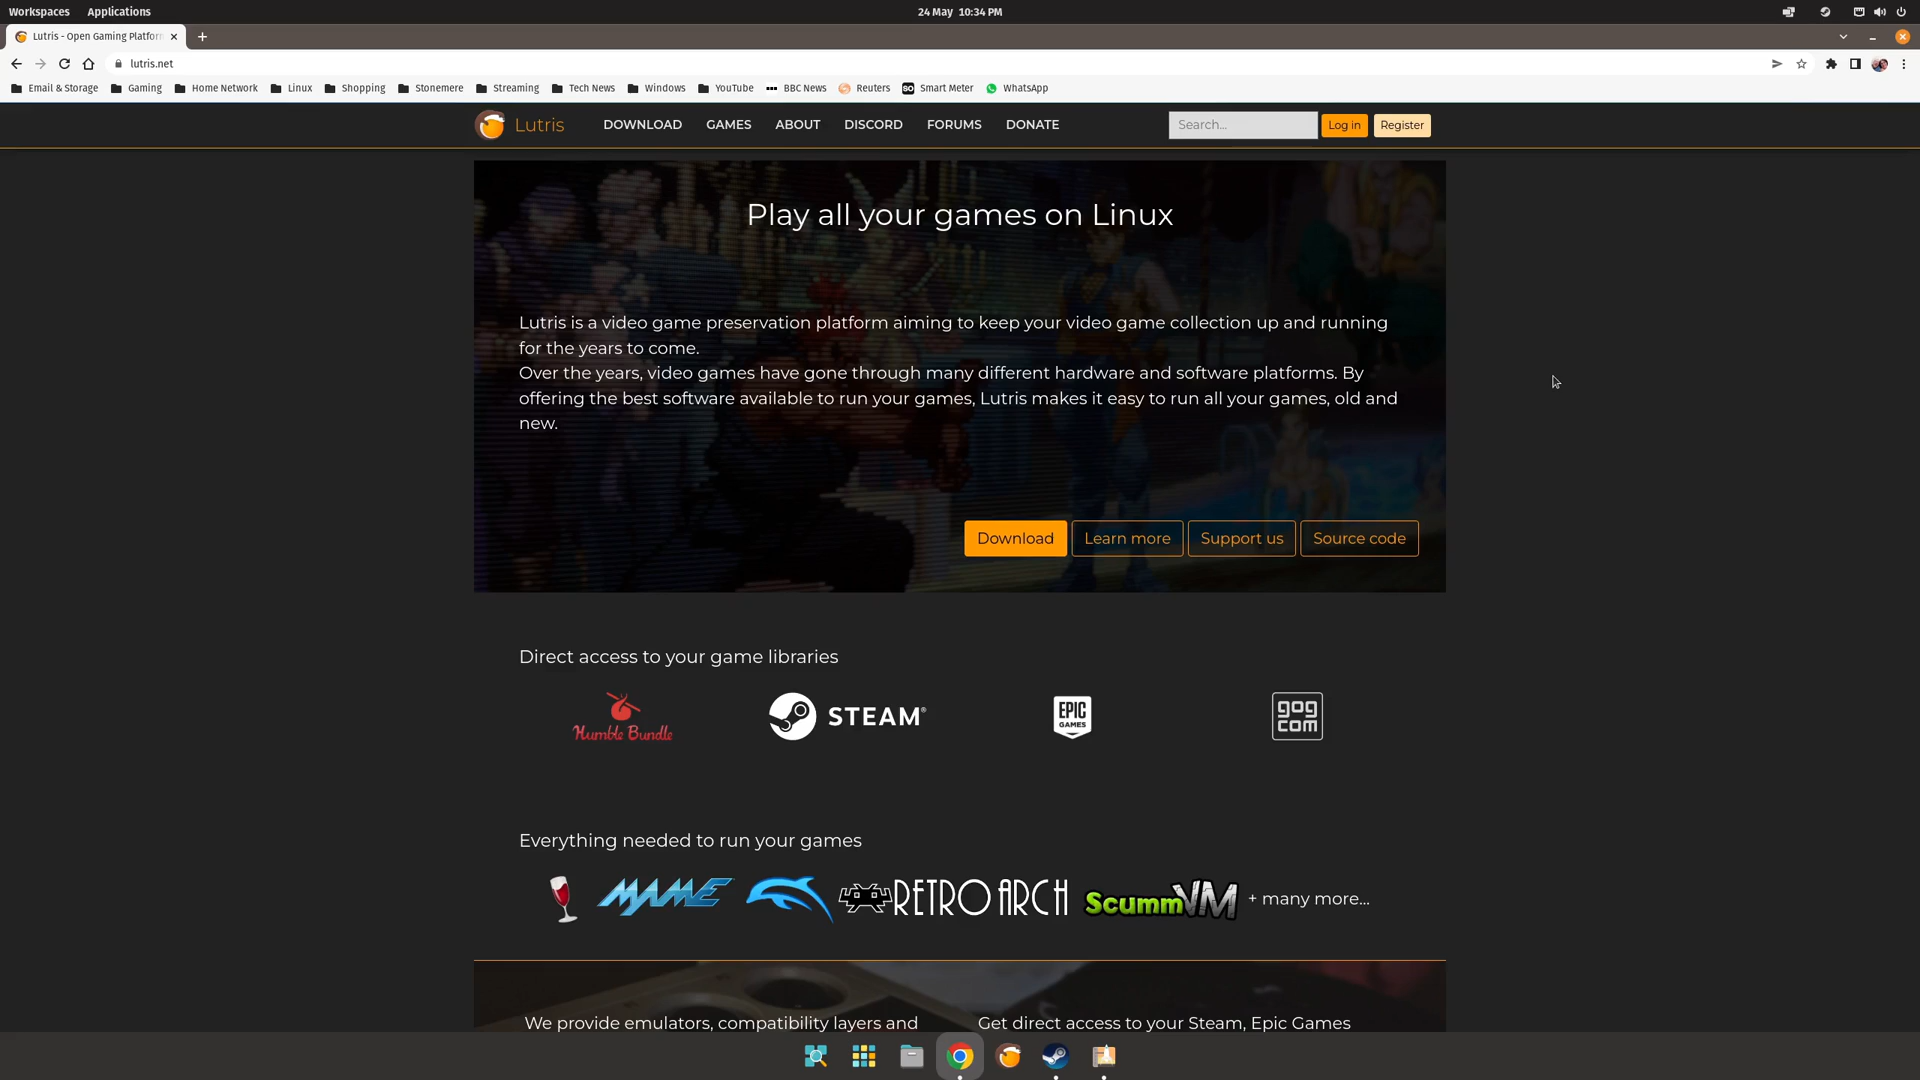 Workspaces Applications 24 May 10:34 PM
Lutris - Open Gaming Platform
lutris.net
Email & Storage Gaming Home Network Linux Shopping Stonemere Streaming Tech News Windows YouTube BBC News Reuters SO Smart Meter WhatsApp
Lutris DOWNLOAD GAMES ABOUT DISCORD FORUMS DONATE Search... Log in Register
Play all your games on Linux
Lutris is a video game preservation platform aiming to keep your video game collection up and running
for the years to come.
Over the years, video games have gone through many different hardware and software platforms. By
offering the best software available to run your games, Lutris makes it easy to run all your games, old and
new.
Download Learn more Support us Source code
Direct access to your game libraries
Humble Bundle STEAM® EPIC GAMES gog com
Everything needed to run your games
MAME RETROARCH ScummVM + many more...
We provide emulators, compatibility layers and Get direct access to your Steam, Epic Games